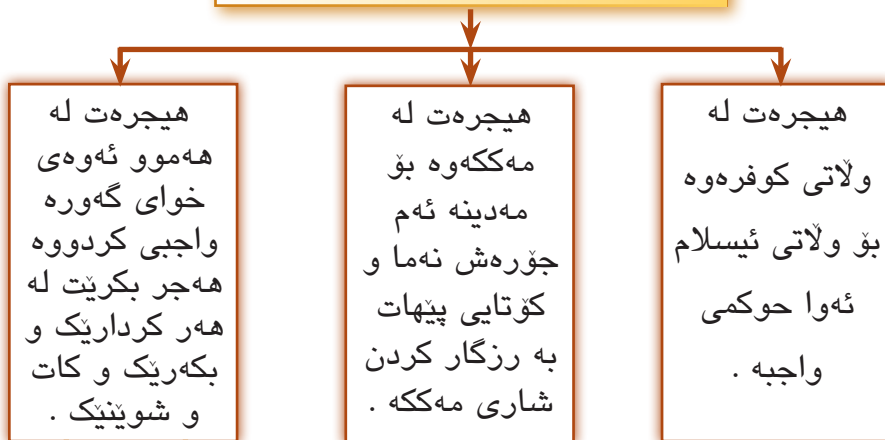 هیجرەت لە
وڵاتی کوفرەوە
بۆ وڵاتی ئیسلام
ئەوا حوکمی
واجبە .
هیجرەت لە
مەککەوە بۆ
مەدینە ئەم
جۆرەش نەما و
کۆتایی پێهات
بە رزگار کردن
شاری مەککە .
هیجرەت لە
هەموو ئەوەی
خوای گەورە
واجبی کردووە
هەجر بکرێت لە
هەر کردارێک و
بکەرێک و کات
و شوێنێک .